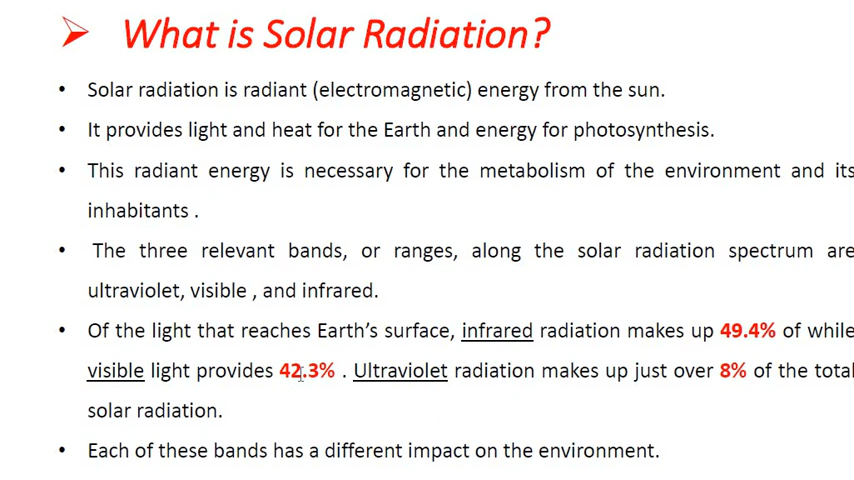 ➢ What is Solar Radiation?
• Solar radiation is radiant (electromagnetic) energy from the sun.
• It provides light and heat for the Earth and energy for photosynthesis.
• This radiant energy is necessary for the metabolism of the environment and its
inhabitants .
• The three relevant bands, or ranges, along the solar radiation spectrum are
ultraviolet, visible , and infrared.
• Of the light that reaches Earth’s surface, infrared radiation makes up 49.4% of while
visible light provides 42.3% . Ultraviolet radiation makes up just over 8% of the total
solar radiation.
• Each of these bands has a different impact on the environment.